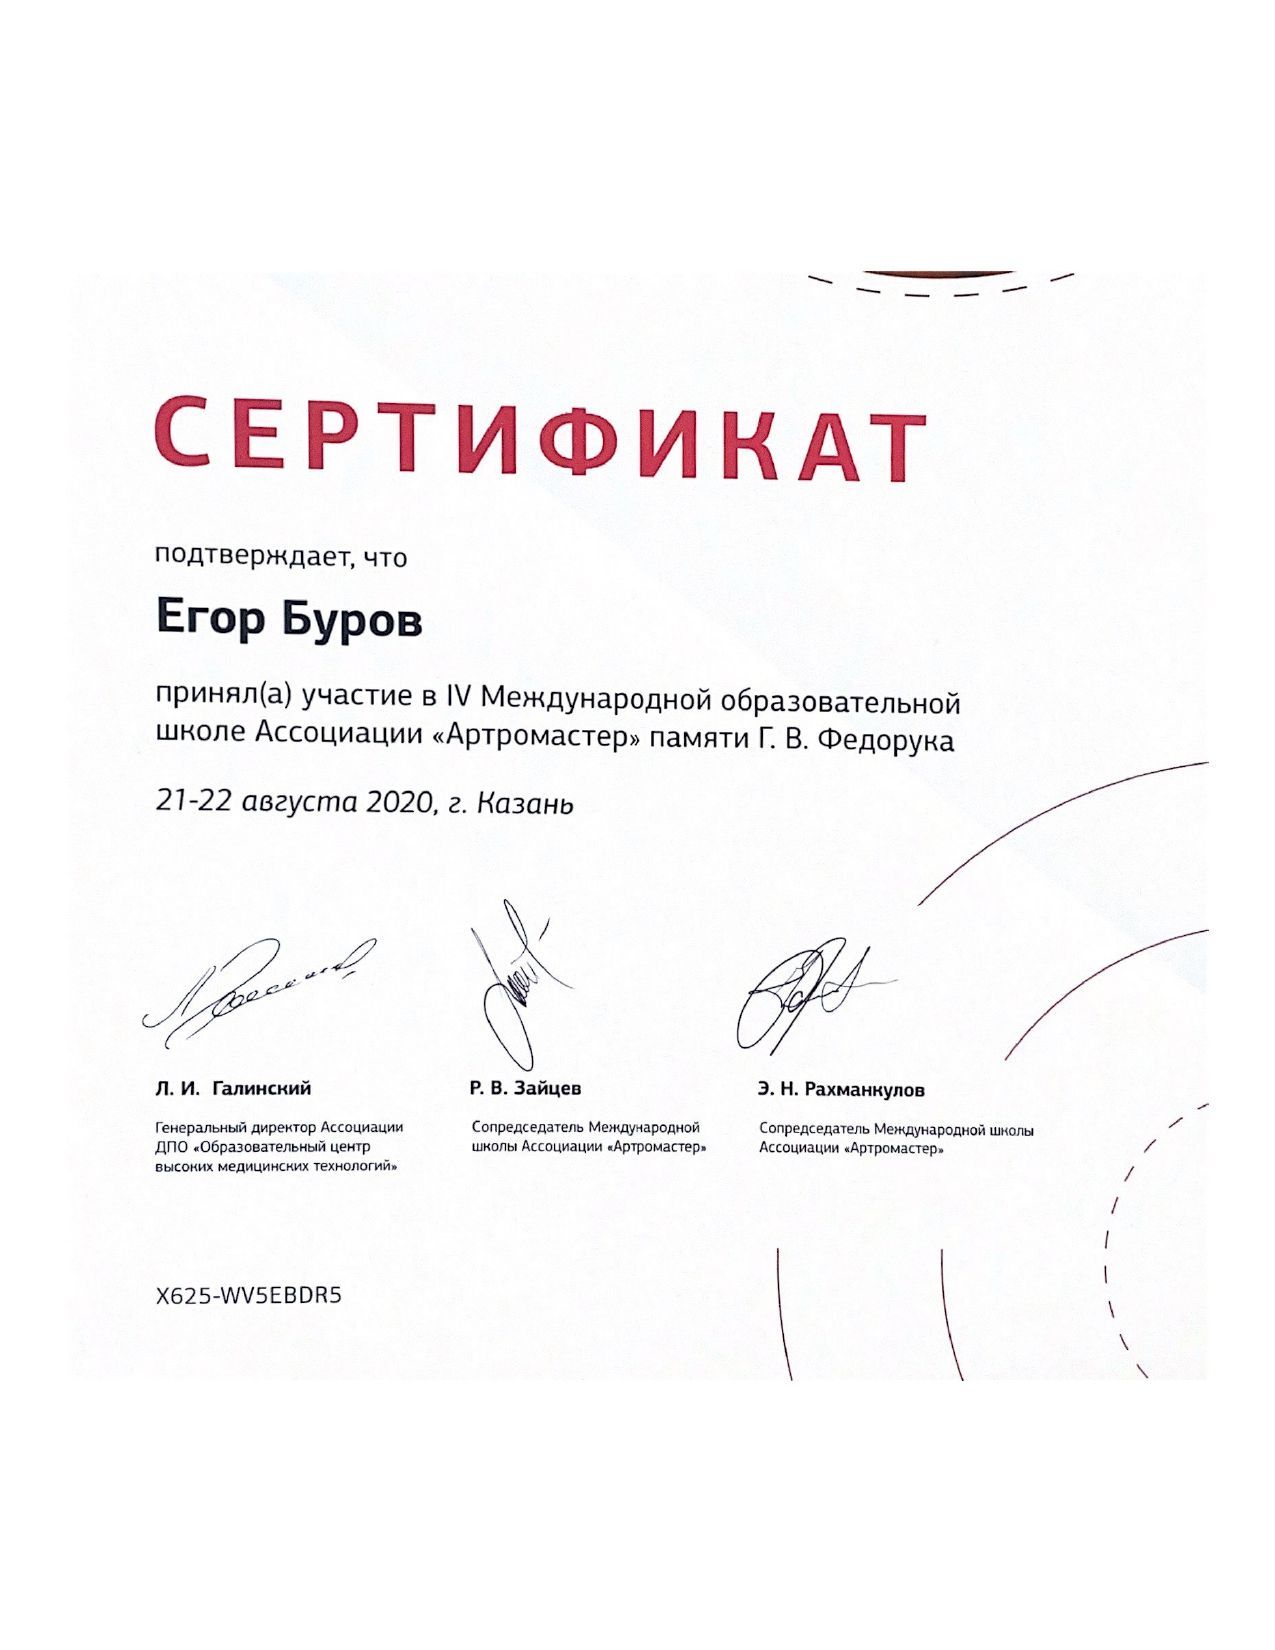 СЕРТИФИКАТ
подтверждает, что
Егор Буров
принял(а) участие в IV Международной образовательной
школе Ассоциации «Артромастер» памяти Г. В. Федорука
21-22 августа 2020, г. Казань
Л. И. Галинский
Генеральный директор Ассоциации
ДПО «Образовательный центр
высоких медицинских технологий»
Р. В. Зайцев
Сопредседатель Международной
школы Ассоциации «Артромастер»
Э. Н. Рахманкулов
Сопредседатель Международной школы
Ассоциации «Артромастер»
X625-WV5EBDR5